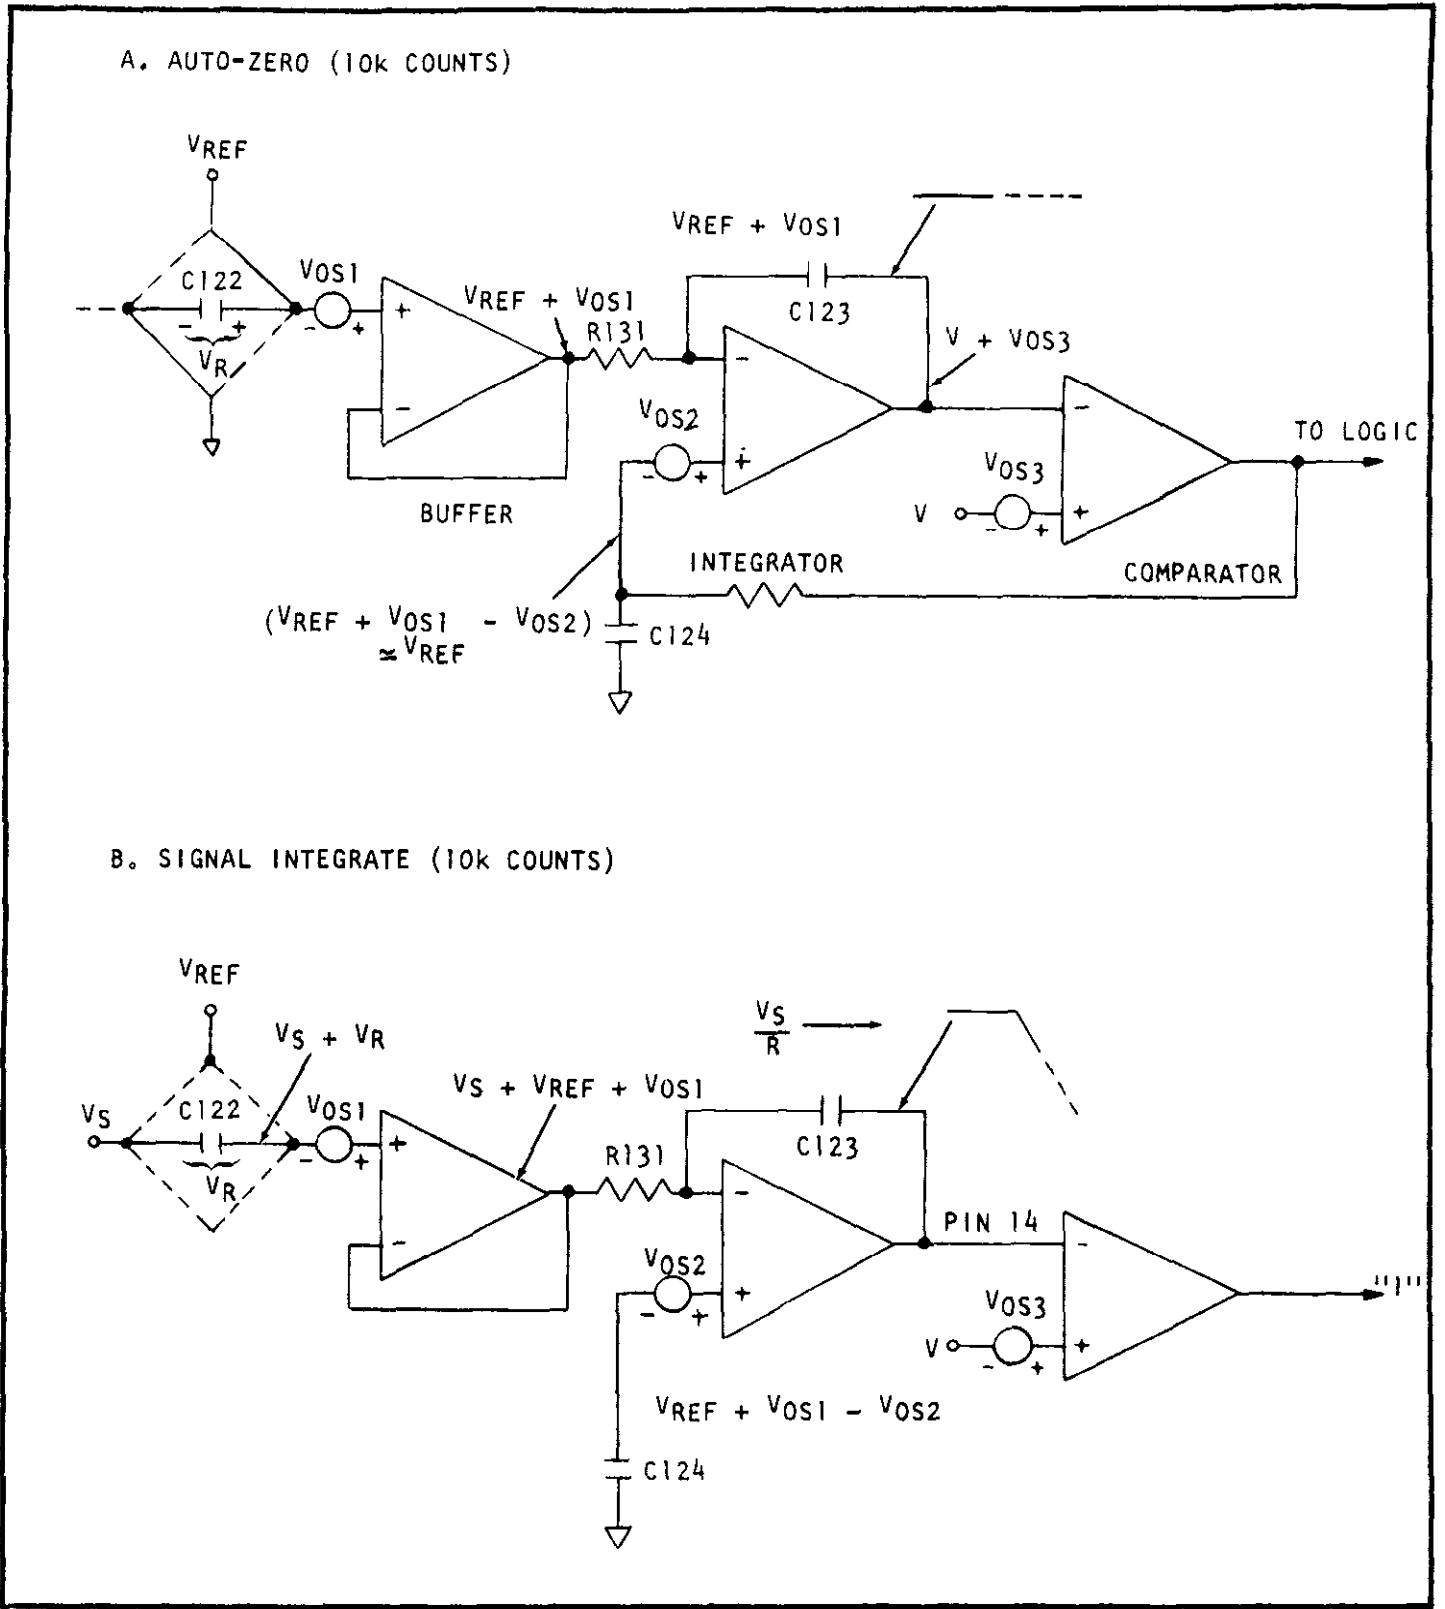 A. AUTO-ZERO (10k COUNTS)
VREF
VREF + VOS1
C122
VOS1
+
- +
- +
VR
VREF + VOS1
R131
C123
-
V + VOS3
-
VOS2
- +
+
-
TO LOGIC
VOS3
BUFFER
V
- +
+
INTEGRATOR
COMPARATOR
(VREF + VOS1 - VOS2)
≃ VREF
C124
B. SIGNAL INTEGRATE (10k COUNTS)
VREF
VS
R
VS + VR
VS + VREF + VOS1
VS
C122
VOS1
+
- +
VR
R131
C123
-
PIN 14
-
-
VOS2
- +
+
"1"
VOS3
V
- +
+
VREF + VOS1 - VOS2
C124